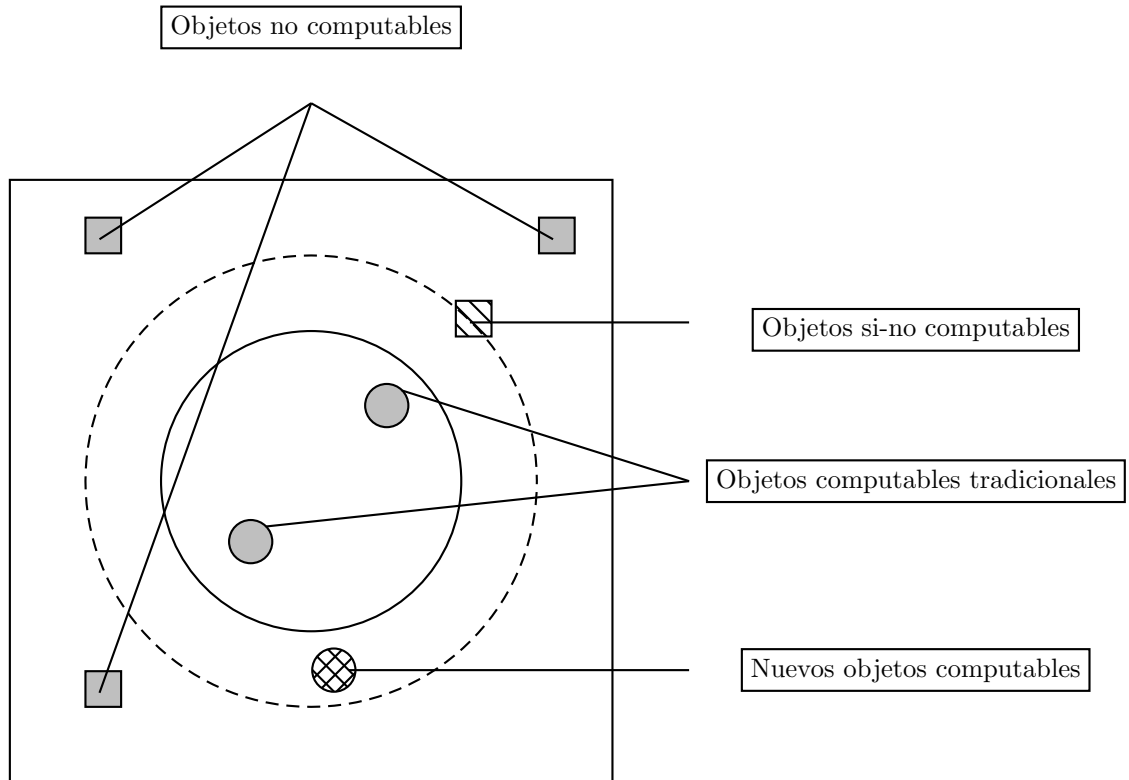 Objetos no computables
Objetos si-no computables
Objetos computables tradicionales
Nuevos objetos computables